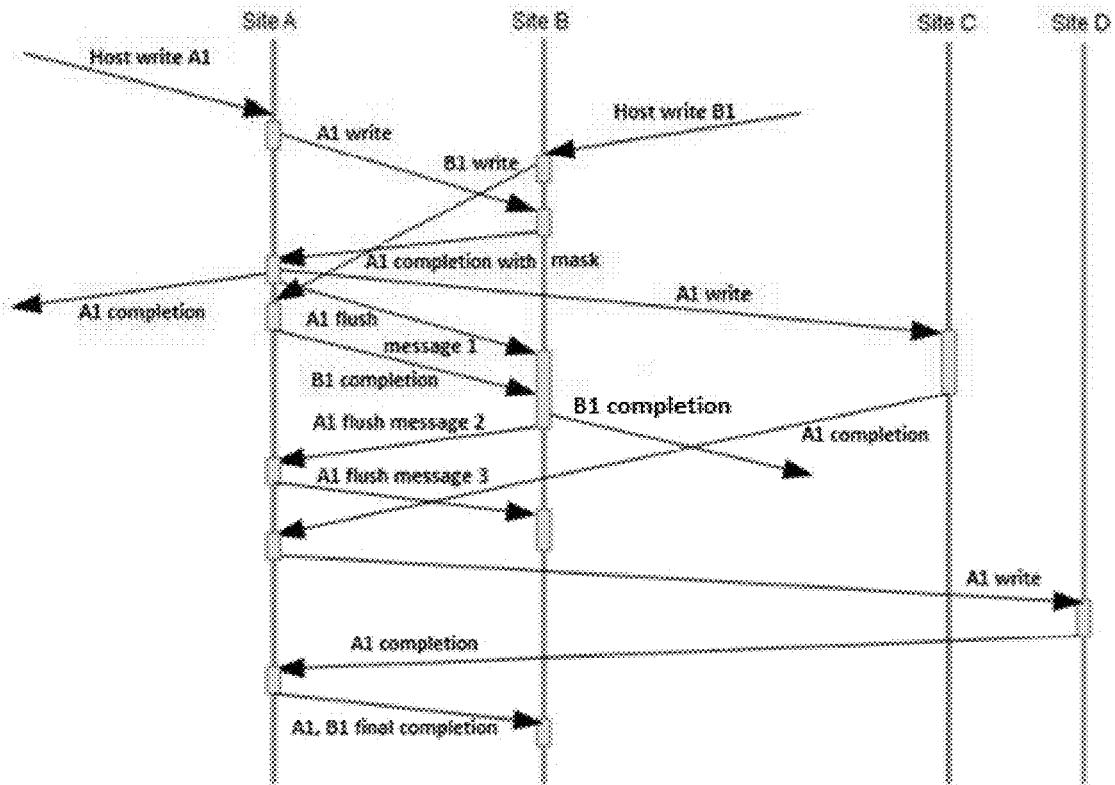 Site A
Site B
Site C
Site D
Host write A1
Host write B1
A1 write
B1 write
A1 completion with mask
A1 write
A1 completion
A1 flush
message 1
B1 completion
B1 completion
A1 flush message 2
A1 completion
A1 flush message 3
A1 write
A1 completion
A1, B1 final completion